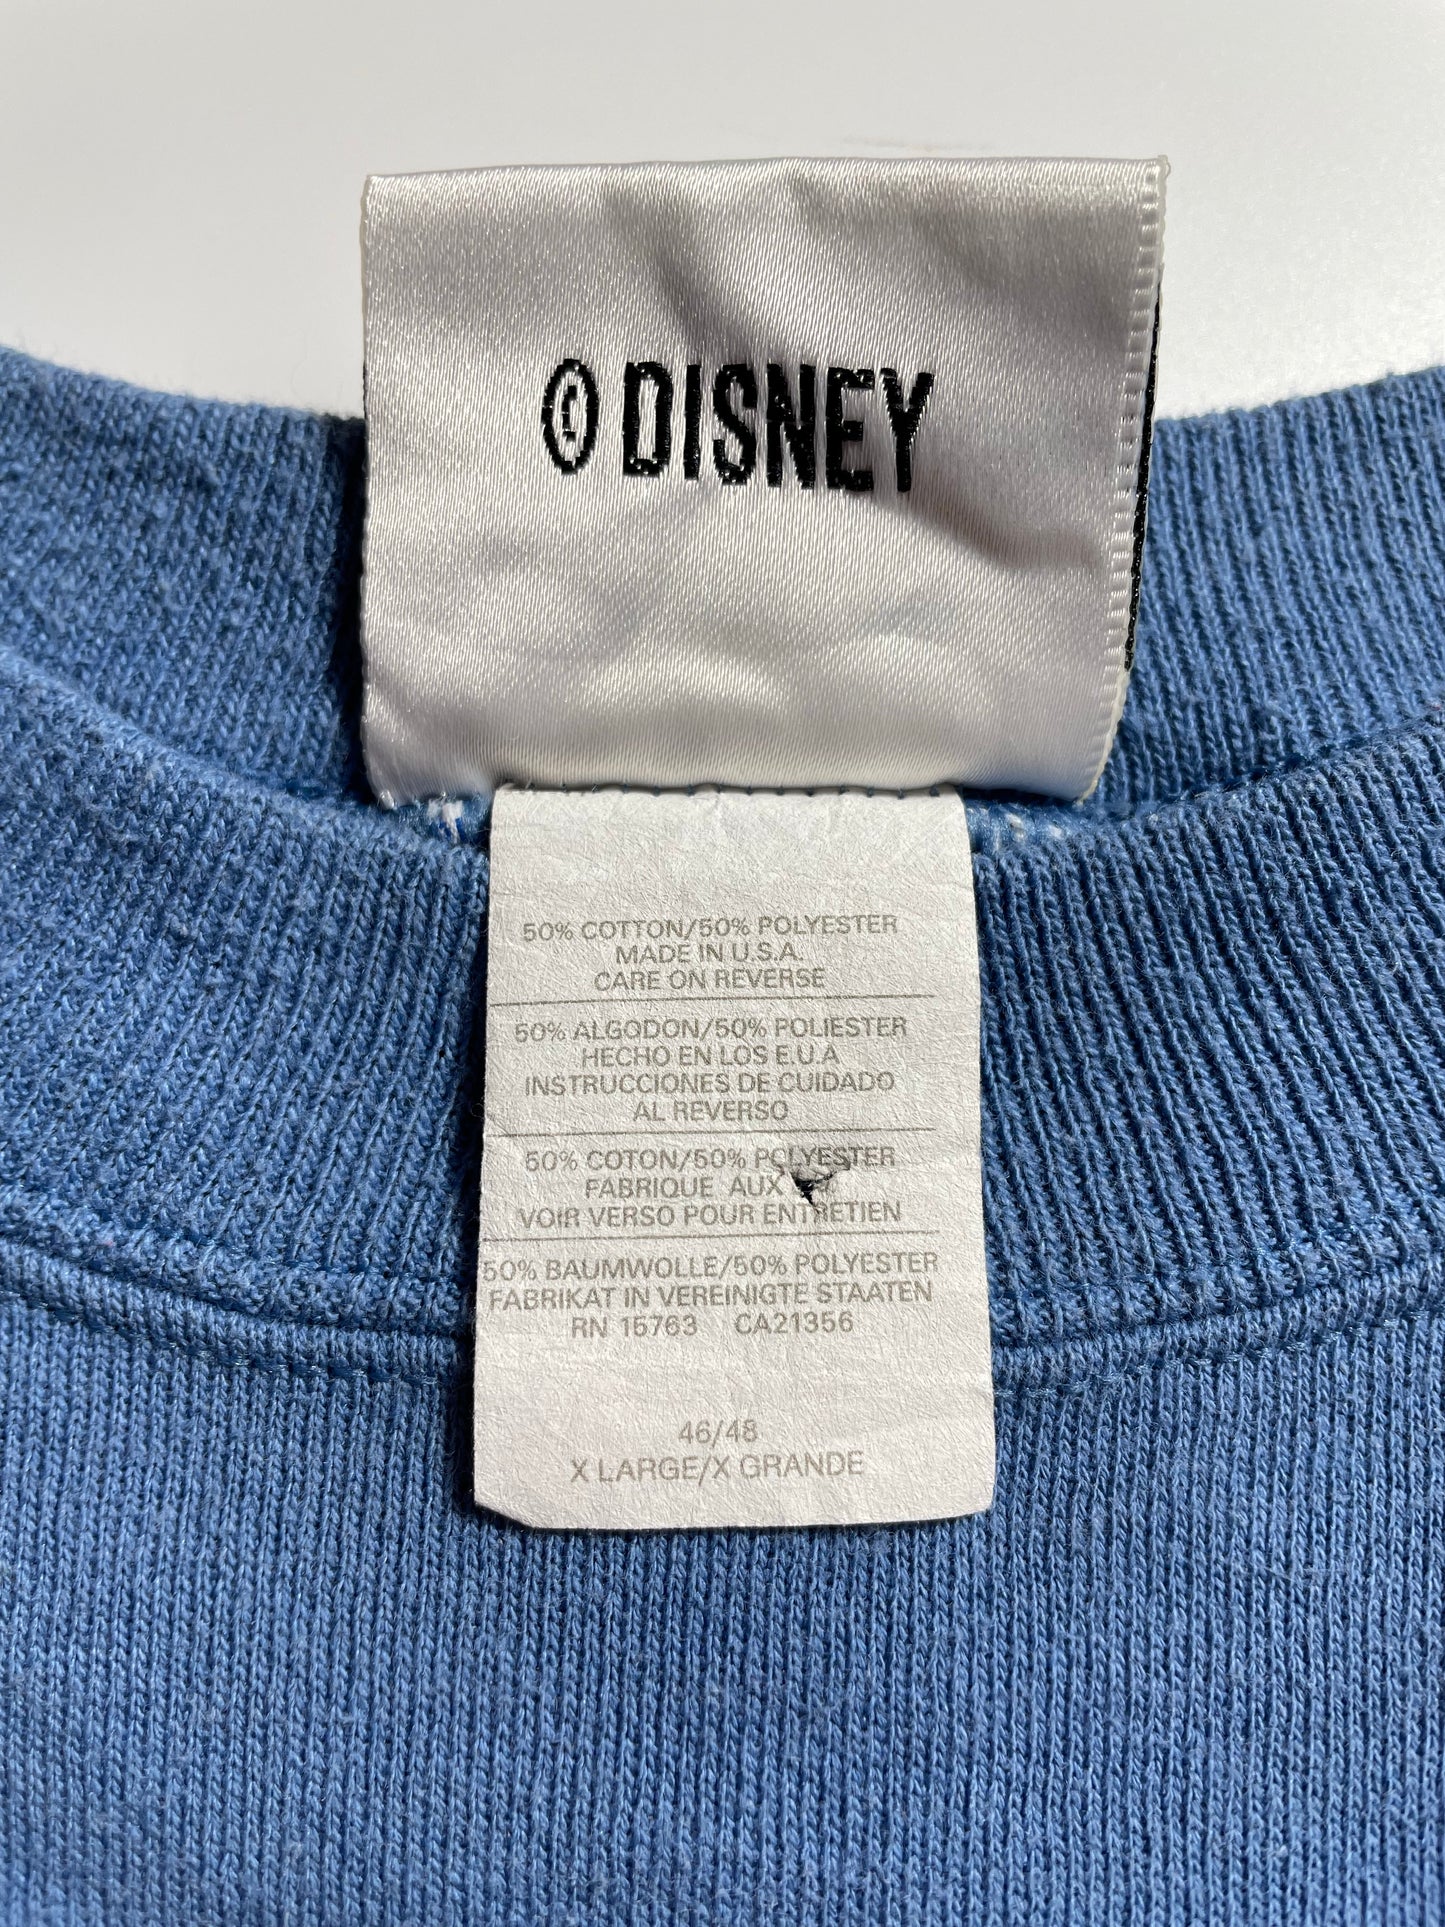 © DISNEY
50% COTTON/50% POLYESTER
MADE IN U.S.A.
CARE ON REVERSE
50% ALGODON/50% POLIESTER
HECHO EN LOS E.U.A
INSTRUCCIONES DE CUIDADO
AL REVERSO
50% COTON/50% POLYESTER
FABRIQUE AUX
VOIR VERSO POUR ENTRETIEN
50% BAUMWOLLE/50% POLYESTER
FABRIKAT IN VEREINIGTE STAATEN
RN 15763 CA21356
46/48
X LARGE/X GRANDE